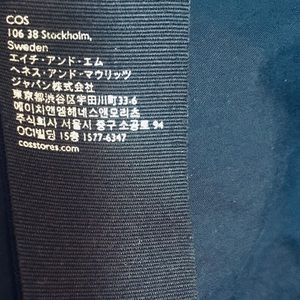 COS
106 38 Stockholm,
Sweden
エイチ・アンド・エム
ヘネス・アンド・マウリッツ
ジャパン株式会社
東京都渋谷区宇田川町33-6
에이치앤엠헤네스앤모리츠
주식회사 서울시 중구 소공로 94
OCI빌딩 15층 1577-6347
cosstores.com